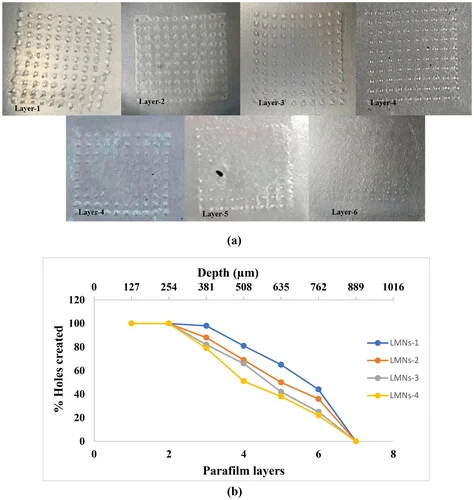 Layer-1
Layer-2
Layer-3
Layer-4
Layer-4
Layer-5
Layer-6
(a)
Depth (µm)
0 127 254 381 508 635 762 889 1016
120
100
80
60
40
20
0
% Holes created
LMNs-1
LMNs-2
LMNs-3
LMNs-4
0 2 4 6 8
Parafilm layers
(b)